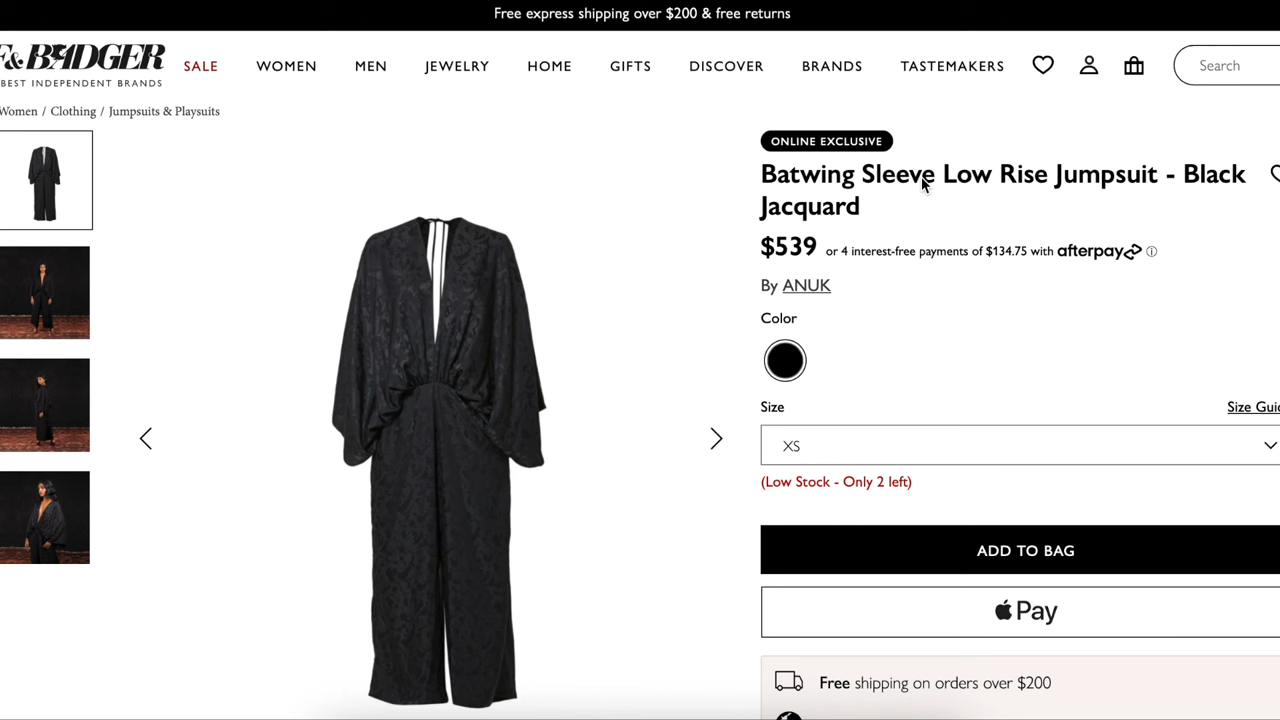 Free express shipping over $200 & free returns
F&BADGER
BEST INDEPENDENT BRANDS
SALE WOMEN MEN JEWELRY HOME GIFTS DISCOVER BRANDS TASTEMAKERS Search
Women / Clothing / Jumpsuits & Playsuits
ONLINE EXCLUSIVE
Batwing Sleeve Low Rise Jumpsuit - Black
Jacquard
$539 or 4 interest-free payments of $134.75 with afterpay
By ANUK
Color
Size Size Gui
XS
(Low Stock - Only 2 left)
ADD TO BAG
Pay
Free shipping on orders over $200